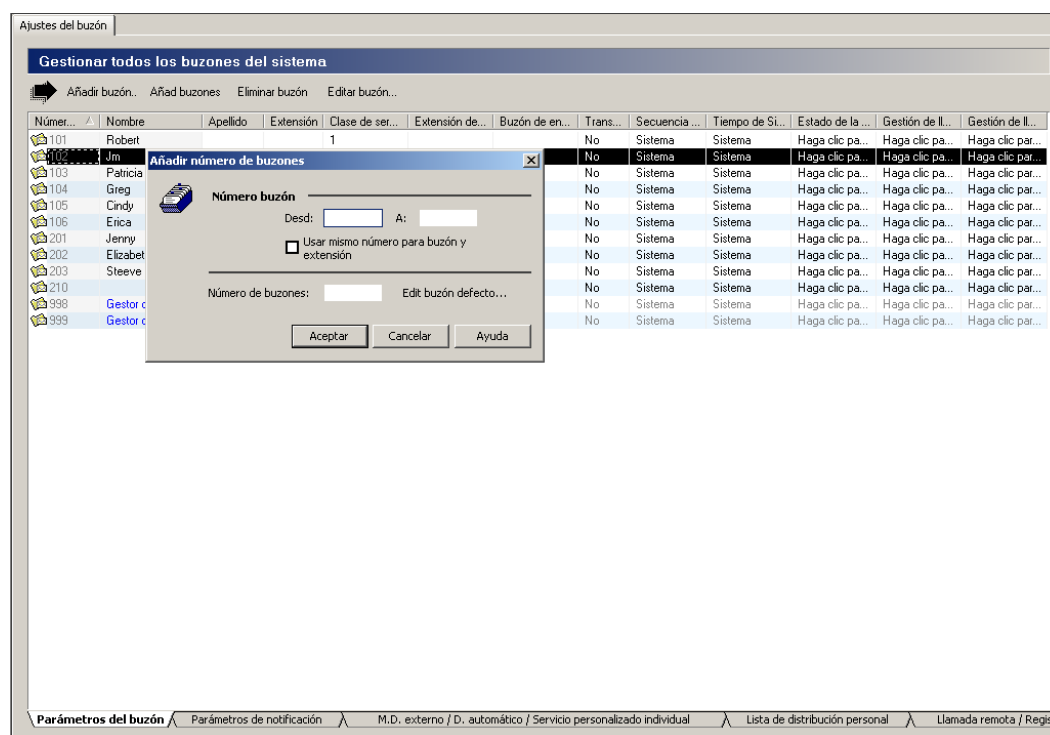 Ajustes del buzón
Gestionar todos los buzones del sistema
Añadir buzón.. Añad buzones Eliminar buzón Editar buzón...
Númer... Nombre Apellido Extensión Clase de ser... Extensión de... Buzón de en... Trans... Secuencia ... Tiempo de Si... Estado de la ... Gestión de ll... Gestión de ll...
101 Robert 1 No Sistema Sistema Haga clic pa... Haga clic pa... Haga clic par...
102 Jm No Sistema Sistema Haga clic pa... Haga clic pa... Haga clic par...
103 Patricia No Sistema Sistema Haga clic pa... Haga clic pa... Haga clic par...
104 Greg No Sistema Sistema Haga clic pa... Haga clic pa... Haga clic par...
105 Cindy No Sistema Sistema Haga clic pa... Haga clic pa... Haga clic par...
106 Erica No Sistema Sistema Haga clic pa... Haga clic pa... Haga clic par...
201 Jenny No Sistema Sistema Haga clic pa... Haga clic pa... Haga clic par...
202 Elizabet No Sistema Sistema Haga clic pa... Haga clic pa... Haga clic par...
203 Steeve No Sistema Sistema Haga clic pa... Haga clic pa... Haga clic par...
210 No Sistema Sistema Haga clic pa... Haga clic pa... Haga clic par...
998 Gestor No Sistema Sistema Haga clic pa... Haga clic pa... Haga clic par...
999 Gestor No Sistema Sistema Haga clic pa... Haga clic pa... Haga clic par...
Añadir número de buzones
Número buzón
Desd: A:
Usar mismo número para buzón y
extensión
Número de buzones: Edit buzón defecto...
Aceptar Cancelar Ayuda
Parámetros del buzón Parámetros de notificación M.D. externo / D. automático / Servicio personalizado individual Lista de distribución personal Llamada remota / Regis